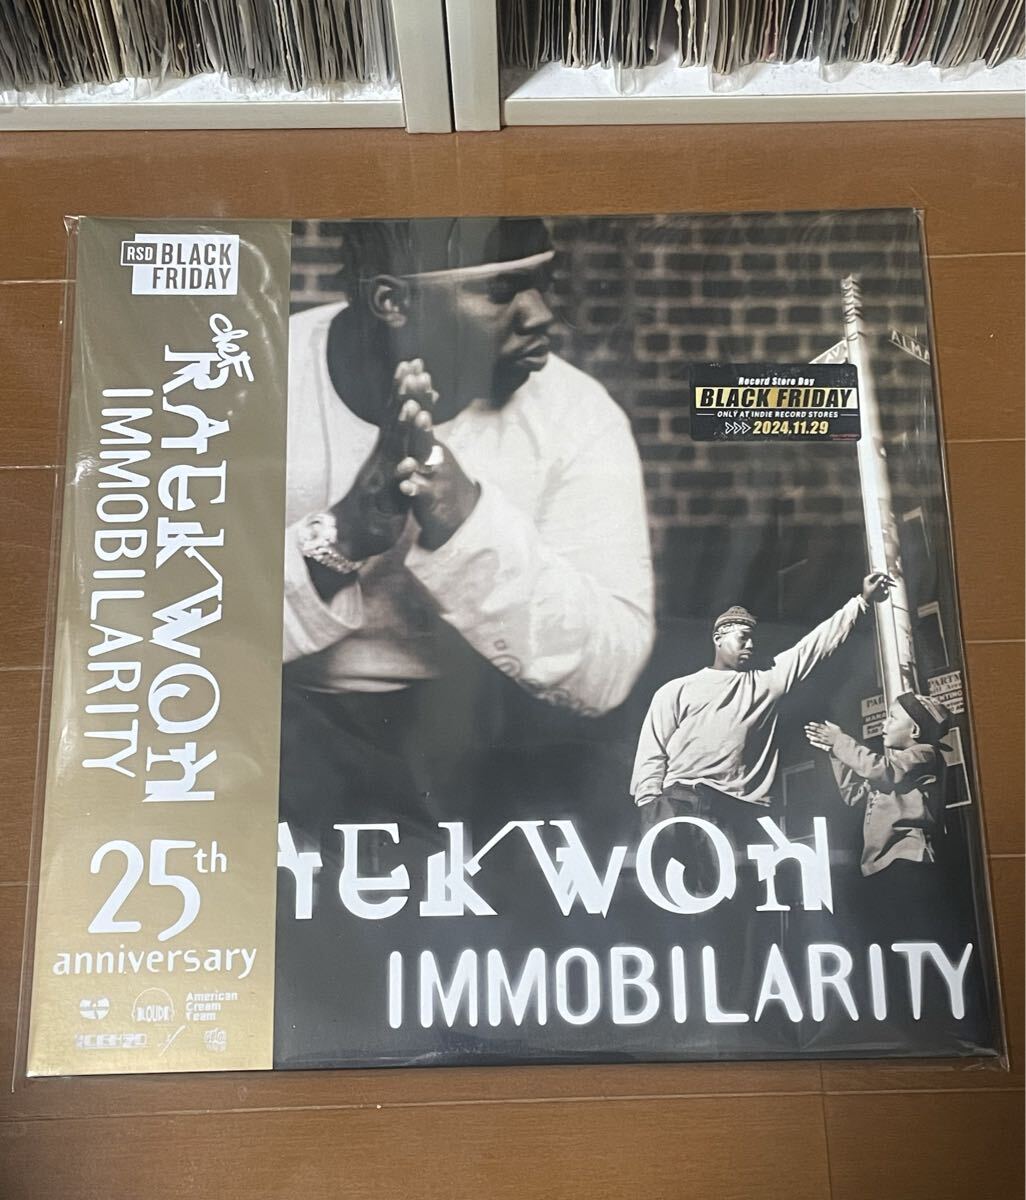 RSD BLACK
FRIDAY
chef
RAEKWON
IMMOBILARITY
25th
anniversary
American
Cream
Team
Record Store Day
BLACK FRIDAY
ONLY AT INDIE RECORD STORES
2024.11.29
ALMA
AEKWON
IMMOBILARITY